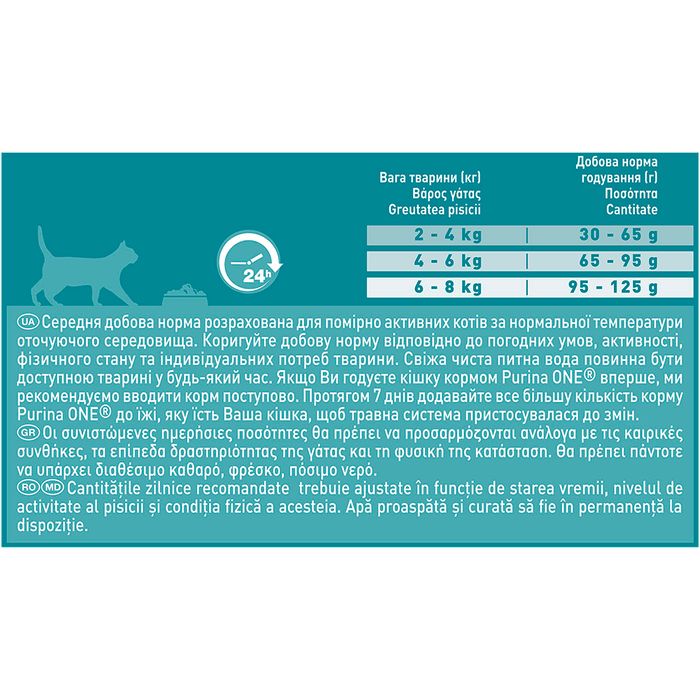 Вага тварини (кг)
Βάρος γάτας
Greutatea pisicii
Добова норма
годування (г)
Ποσότητα
Cantitate
2 - 4 kg | 30 - 65 g
4 - 6 kg | 65 - 95 g
6 - 8 kg | 95 - 125 g
24h
UA Середня добова норма розрахована для помірно активних котів за нормальної температури
оточуючого середовища. Коригуйте добову норму відповідно до погодних умов, активності,
фізичного стану та індивідуальних потреб тварини. Свіжа чиста питна вода повинна бути
доступною тварині у будь-який час. Якщо Ви годуєте кішку кормом Purina ONE® вперше, ми
рекомендуємо вводити корм поступово. Протягом 7 днів додавайте все більшу кількість корму
Purina ONE® до їжі, яку їсть Ваша кішка, щоб травна система пристосувалася до змін.
GR Οι συνιστώμενες ημερήσιες ποσότητες θα πρέπει να προσαρμόζονται ανάλογα με τις καιρικές
συνθήκες, τα επίπεδα δραστηριότητας της γάτας και τη φυσική της κατάσταση. Θα πρέπει πάντοτε
να υπάρχει διαθέσιμο καθαρό, φρέσκο, πόσιμο νερό.
RO MD Cantitățile zilnice recomandate trebuie ajustate în funcție de starea vremii, nivelul de
activitate al pisicii și condiția fizică a acesteia. Apă proaspătă și curată să fie în permanență la
dispoziție.